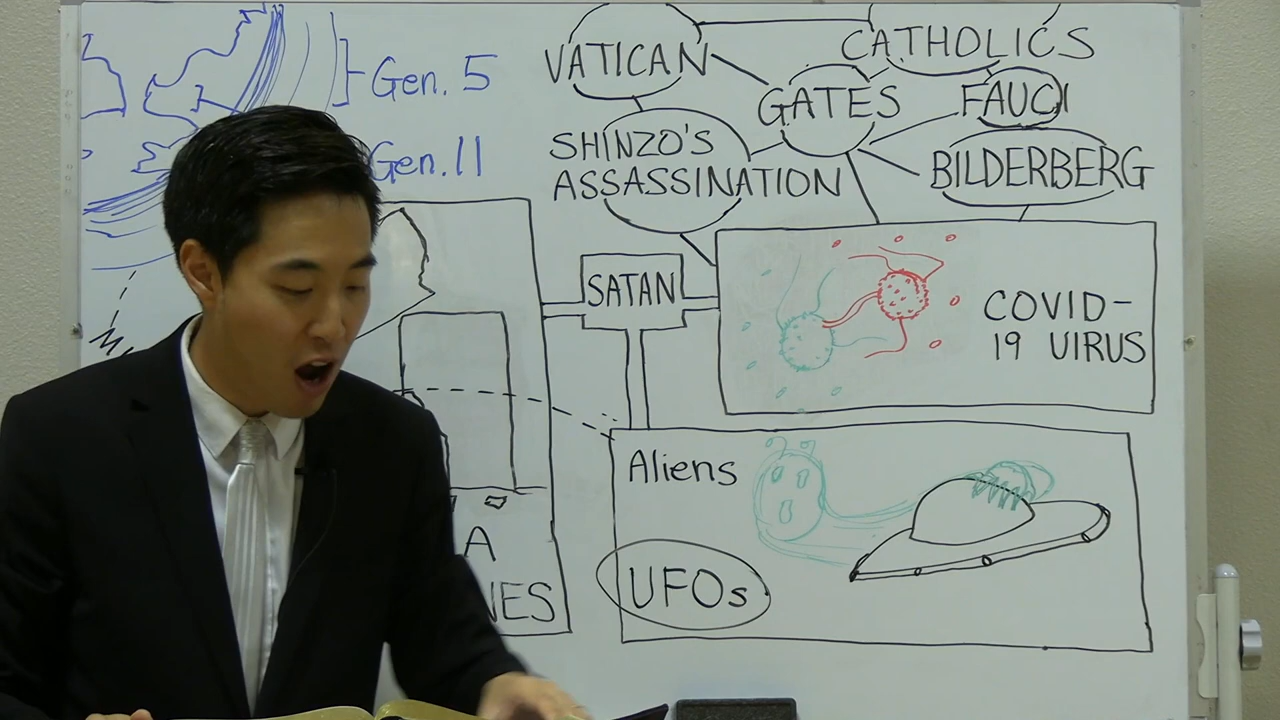 Gen. 5
Gen. 11
VATICAN
CATHOLICS
GATES
FAUCI
SHINZO'S
ASSASSINATION
BILDERBERG
SATAN
COVID-
19 VIRUS
Aliens
UFOs
A